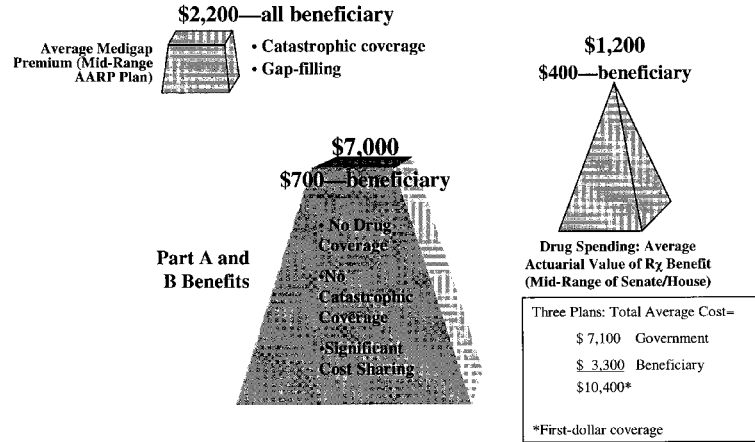 $2,200—all beneficiary
Average Medigap
Premium (Mid-Range
AARP Plan)
• Catastrophic coverage
• Gap-filling
$1,200
$400—beneficiary
$7,000
$700—beneficiary
• No Drug
Coverage
•No
Catastrophic
Coverage
•Significant
Cost Sharing
Part A and
B Benefits
Drug Spending: Average
Actuarial Value of Rχ Benefit
(Mid-Range of Senate/House)
Three Plans: Total Average Cost=
$ 7,100 Government
$ 3,300 Beneficiary
$10,400*
*First-dollar coverage